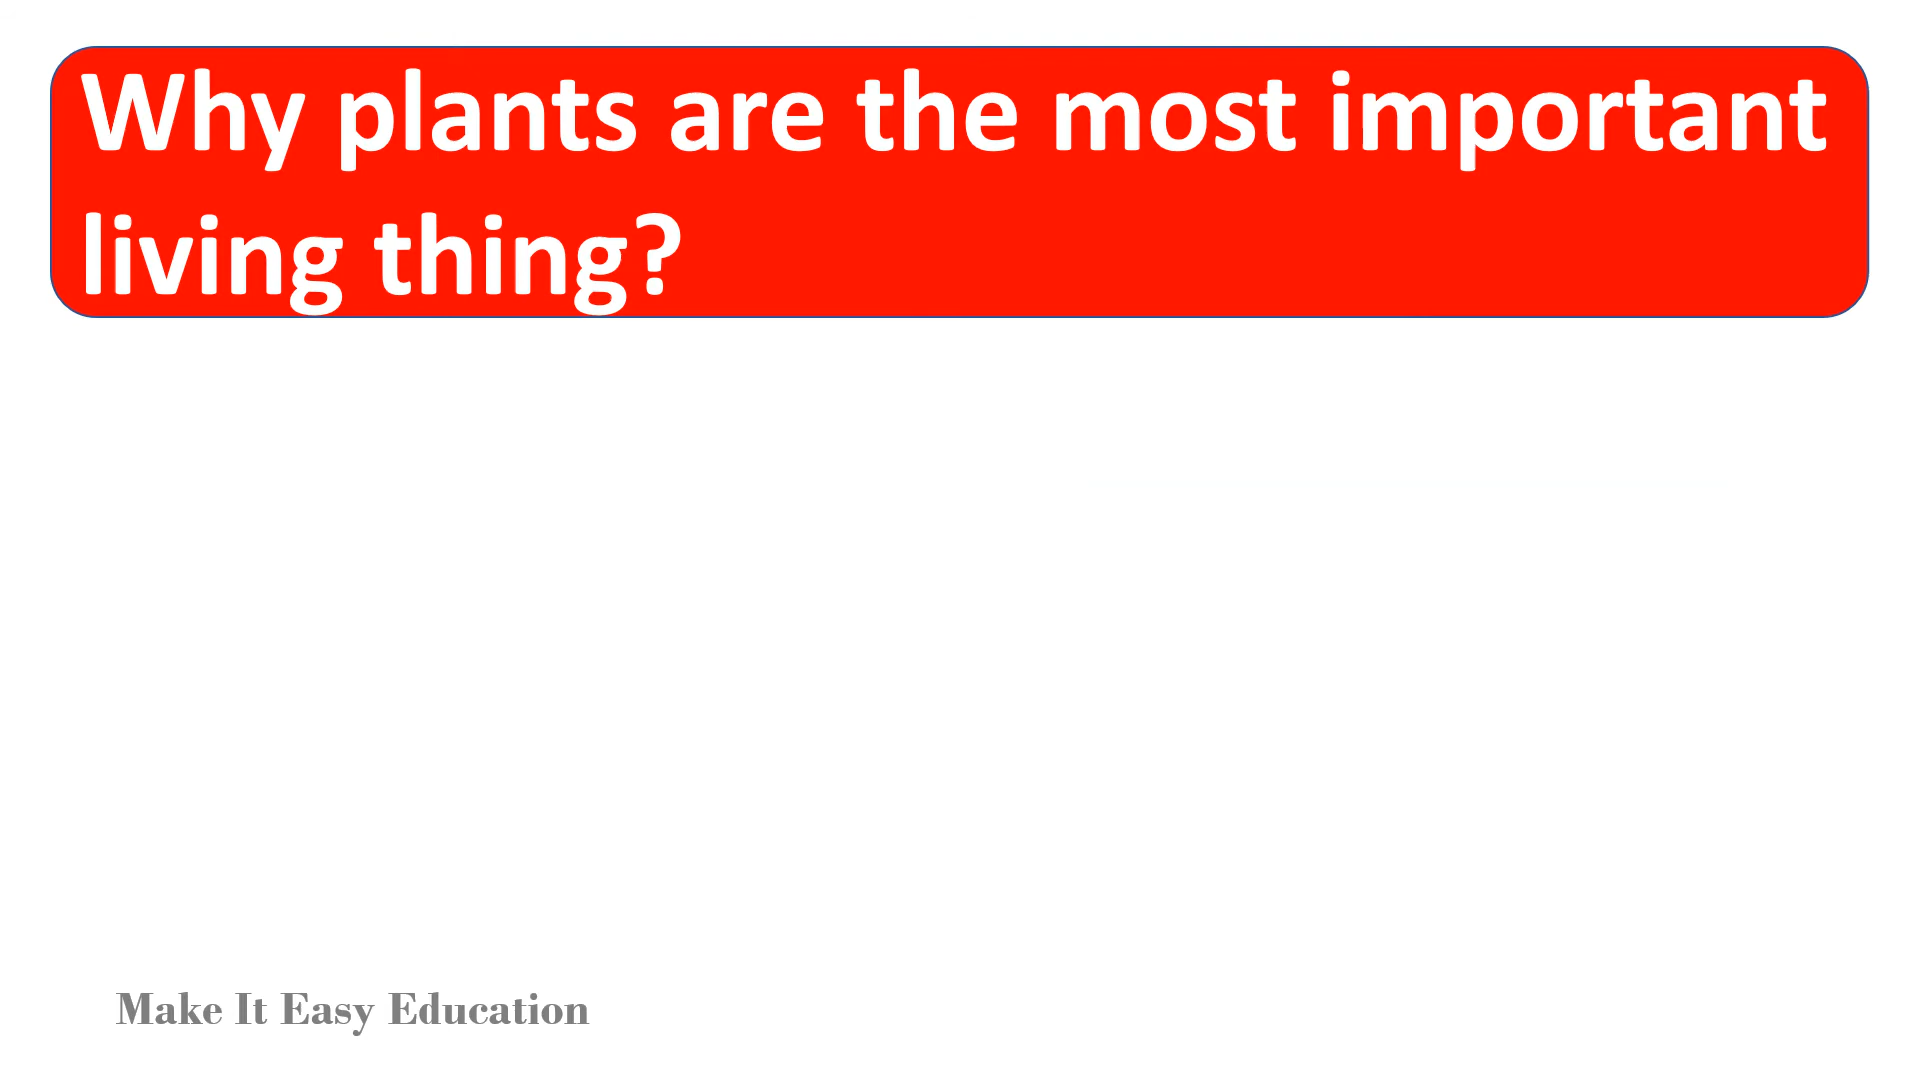 Why plants are the most important
living thing?
Make It Easy Education